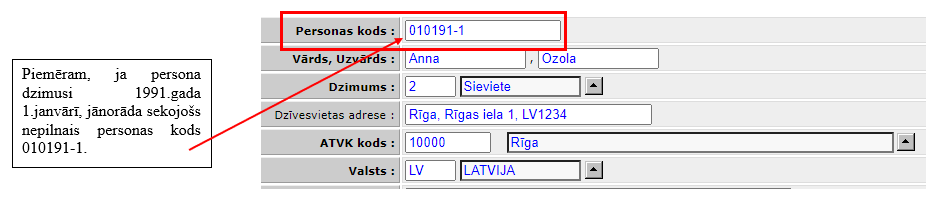 Piemēram, ja persona
dzimusi 1991.gada
1.janvārī, jānorāda sekojošs
nepilnais personas kods
010191-1.
Personas kods : 010191-1
Vārds, Uzvārds : Anna , Ozola
Dzimums : 2 Sieviete
Dzīvesvietas adrese : Rīga, Rīgas iela 1, LV1234
ATVK kods : 10000 Rīga
Valsts : LV LATVIJA